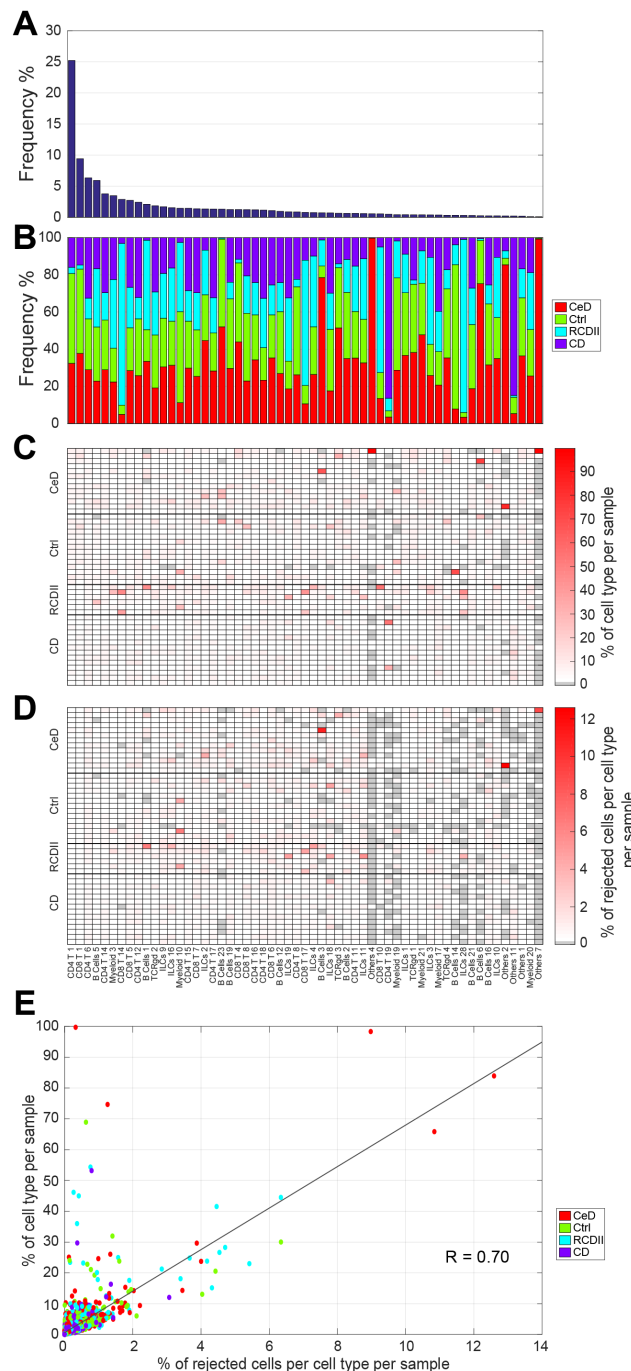 A
Frequency %
30
25
20
15
10
5
0
B
Frequency %
100
80
60
40
20
0
CeD
Ctrl
RCDII
CD
C
CeD
Ctrl
RCDII
CD
90
80
70
60
50
40
30
20
10
0
% of cell type per sample
D
CeD
Ctrl
RCDII
CD
12
10
8
6
4
2
0
% of rejected cells per cell type
per sample
CD4 T 1
CD8 T 1
CD4 T 6
B Cells 5
CD4 T 14
Myeloid 3
CD8 T 14
CD8 T 5
CD4 T 12
B Cells 1
TCRgd 2
ILCs 9
ILCs 16
Myeloid 10
CD4 T 15
CD8 T 7
ILCs 2
CD4 T 17
B Cells 23
B Cells 19
CD8 T 4
CD8 T 8
CD4 T 16
CD4 T 18
CD8 T 6
B Cells 12
ILCs 19
CD4 T 8
CD8 T 17
ILCs 4
B Cells 3
ILCs 18
TCRgd 3
B Cells 2
CD4 T 11
ILCs 11
Others 4
CD8 T 10
CD4 T 19
Myeloid 19
ILCs 1
TCRgd 1
Myeloid 21
ILCs 3
Myeloid 17
TCRgd 4
B Cells 14
ILCs 28
B Cells 21
B Cells 6
B Cells 16
ILCs 10
Others 2
Others 11
Others 1
Myeloid 20
Others 7
E
% of cell type per sample
100
90
80
70
60
50
40
30
20
10
0
R = 0.70
CeD
Ctrl
RCDII
CD
0 2 4 6 8 10 12 14
% of rejected cells per cell type per sample